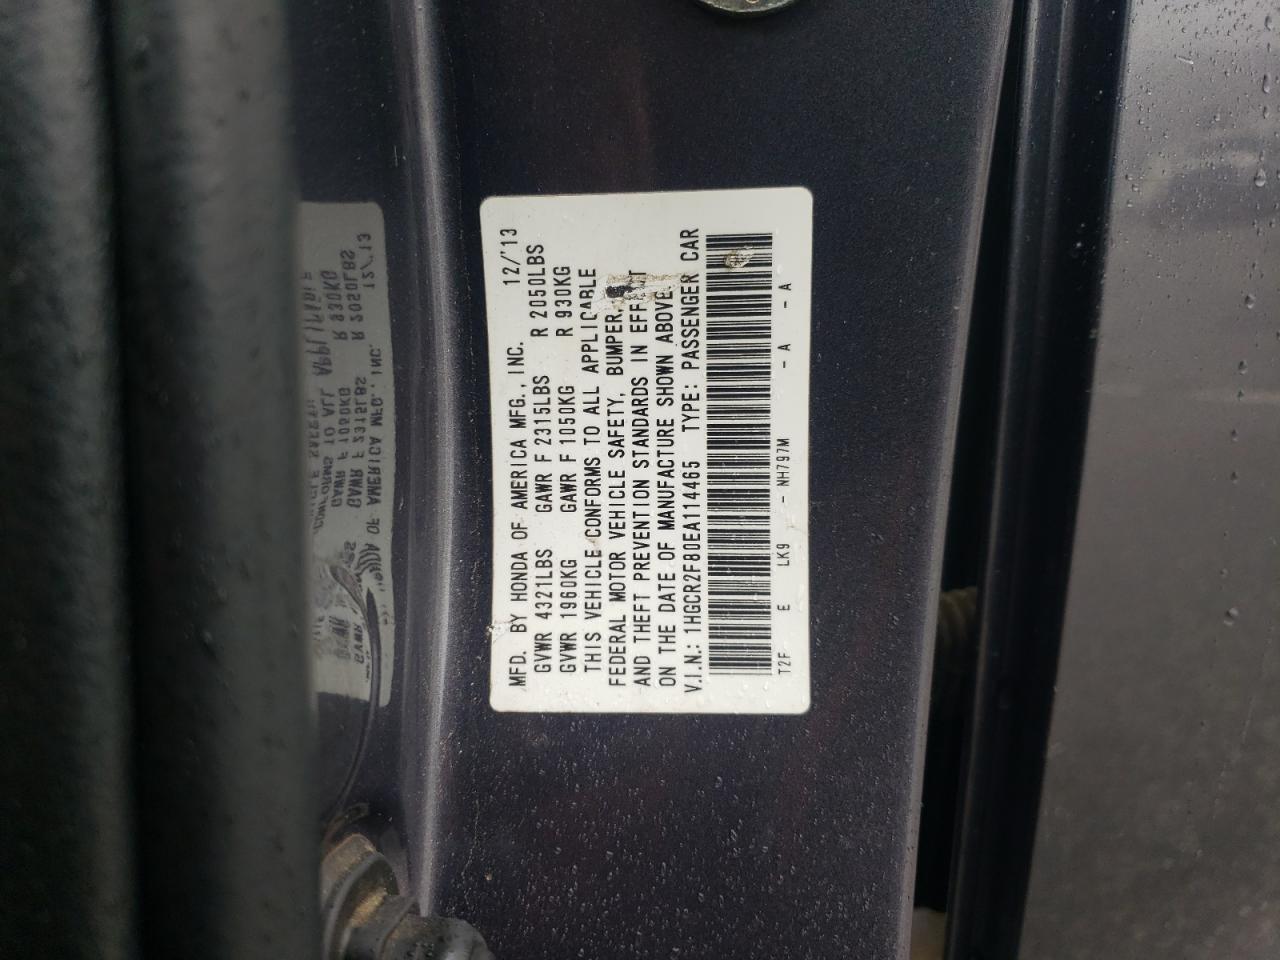 MFD. BY HONDA OF AMERICA MFG., INC. 12/'13
GVWR 4321LBS GAWR F 2315LBS R 2050LBS
GVWR 1960KG GAWR F 1050KG R 930KG
THIS VEHICLE CONFORMS TO ALL APPLICABLE
FEDERAL MOTOR VEHICLE SAFETY, BUMPER,
AND THEFT PREVENTION STANDARDS IN EFFECT
ON THE DATE OF MANUFACTURE SHOWN ABOVE.
V.I.N.: 1HGCR2F80EA114465 TYPE: PASSENGER CAR
T2F E LK9 - NH797M - A - A